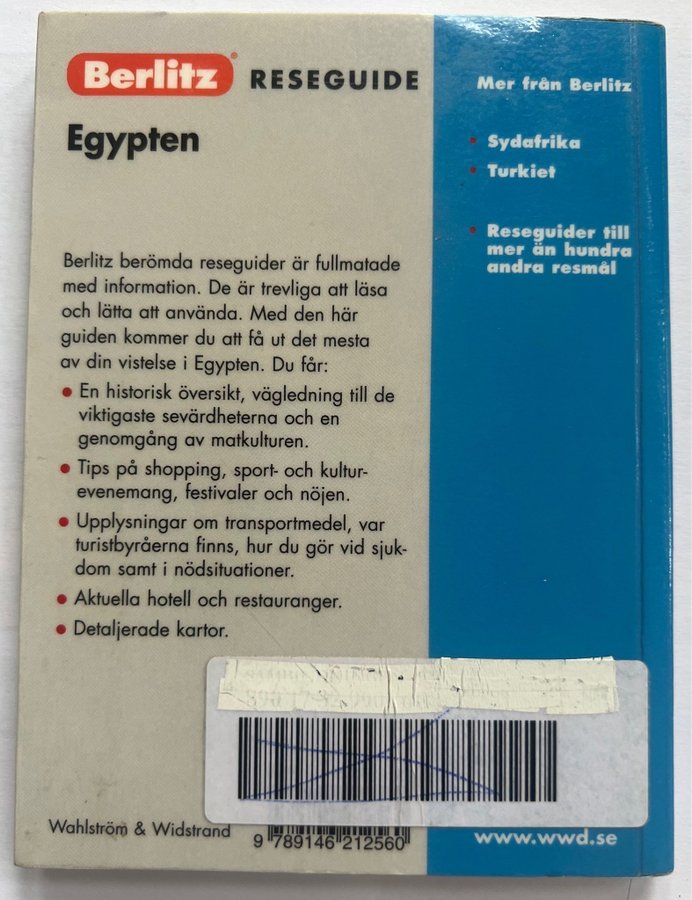 Berlitz® RESEGUIDE
Egypten
Berlitz berömda reseguider är fullmatade
med information. De är trevliga att läsa
och lätta att använda. Med den här
guiden kommer du att få ut det mesta
av din vistelse i Egypten. Du får:
• En historisk översikt, vägledning till de
viktigaste sevärdheterna och en
genomgång av matkulturen.
• Tips på shopping, sport- och kultur-
evenemang, festivaler och nöjen.
• Upplysningar om transportmedel, var
turistbyråerna finns, hur du gör vid sjuk-
dom samt i nödsituationer.
• Aktuella hotell och restauranger.
• Detaljerade kartor.
Wahlström & Widstrand
9 789146 212560
Mer från Berlitz
• Sydafrika
• Turkiet
• Reseguider till
mer än hundra
andra resmål
www.wwd.se